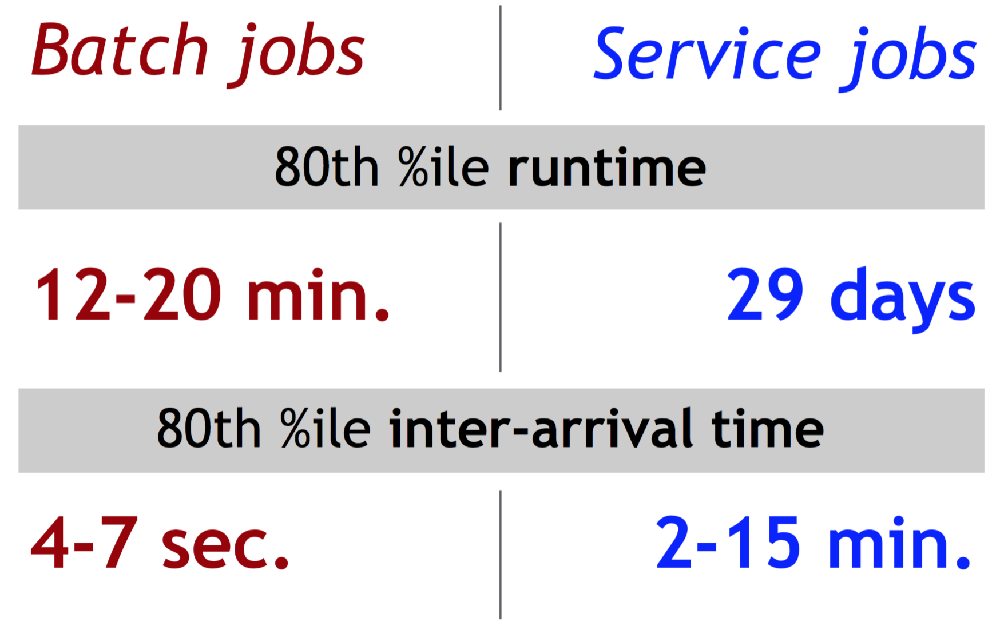 Batch jobs Service jobs
80th %ile runtime
12-20 min. 29 days
80th %ile inter-arrival time
4-7 sec. 2-15 min.